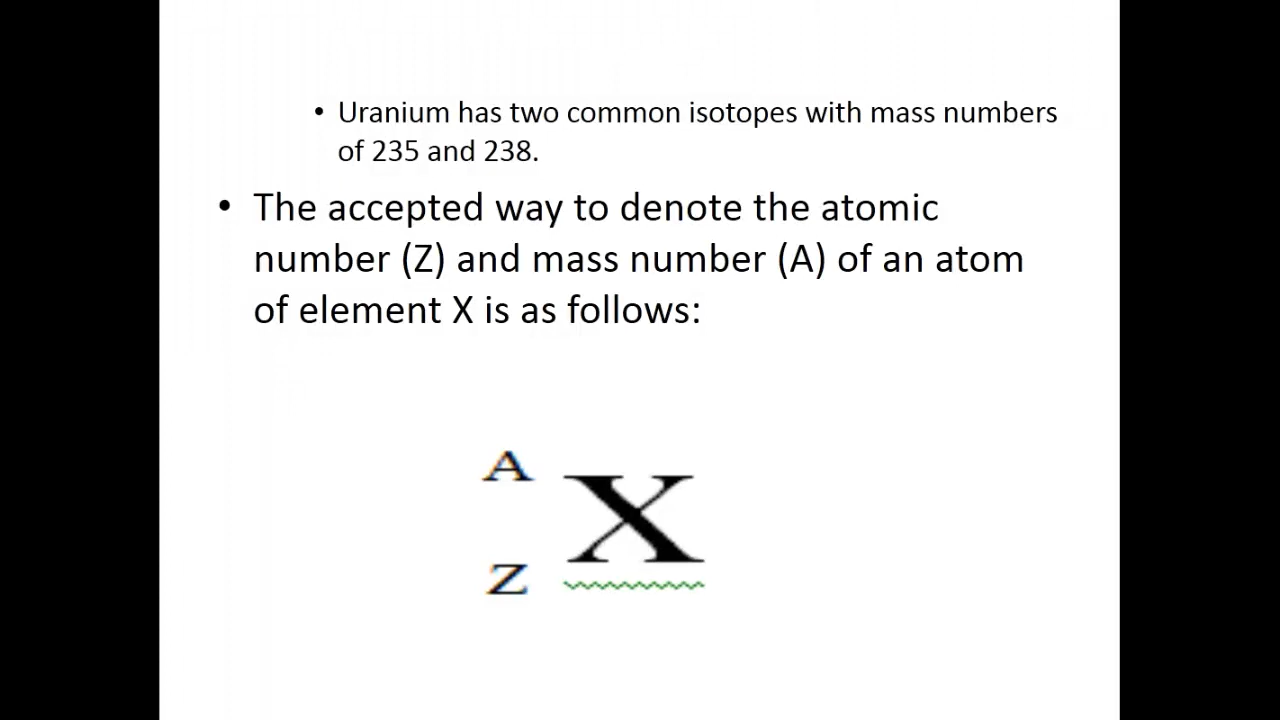 • Uranium has two common isotopes with mass numbers
of 235 and 238.
• The accepted way to denote the atomic
number (Z) and mass number (A) of an atom
of element X is as follows:
A
X
Z